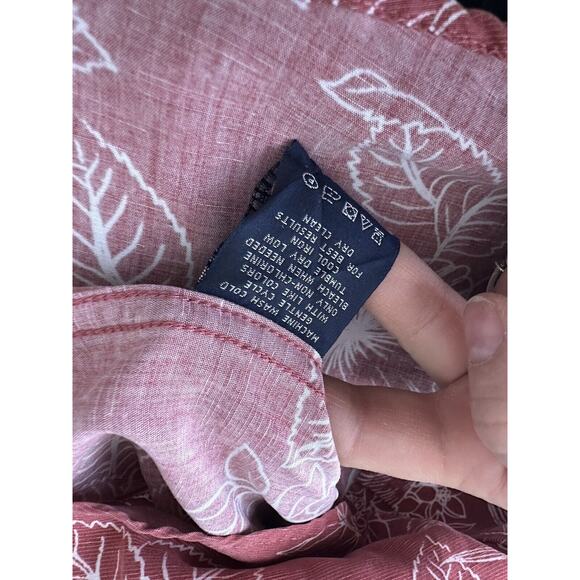 MACHINE WASH COLD
GENTLE CYCLE
WITH LIKE COLORS
ONLY NON-CHLORINE
BLEACH WHEN NEEDED
TUMBLE DRY LOW
COOL IRON
FOR BEST RESULTS
DRY CLEAN
P